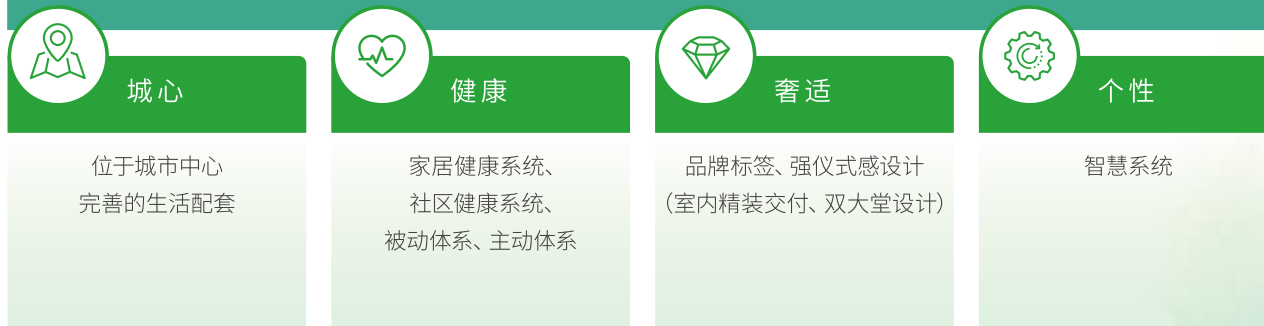 城心
位于城市中心
完善的生活配套
健康
家居健康系统、
社区健康系统、
被动体系、主动体系
奢适
品牌标签、强仪式感设计
（室内精装交付、双大堂设计）
个性
智慧系统